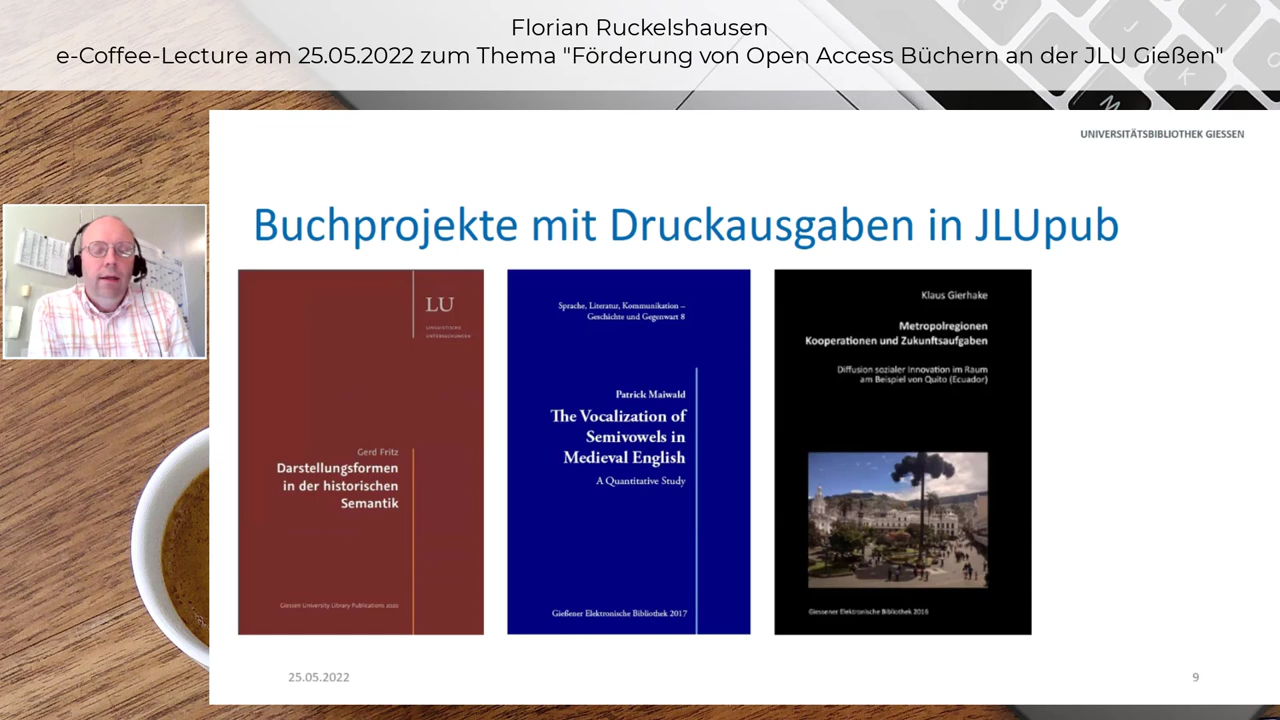 Florian Ruckelshausen
e-Coffee-Lecture am 25.05.2022 zum Thema "Förderung von Open Access Büchern an der JLU Gießen"
UNIVERSITÄTSBIBLIOTHEK GIESSEN
Buchprojekte mit Druckausgaben in JLUpub
LU
LINGUISTISCHE
UNTERSUCHUNGEN
Gerd Fritz
Darstellungsformen
in der historischen
Semantik
Giessen University Library Publications 2020
Sprache, Literatur, Kommunikation –
Geschichte und Gegenwart 8
Patrick Maiwald
The Vocalization of
Semivowels in
Medieval English
A Quantitative Study
Gießener Elektronische Bibliothek 2017
Klaus Gierhake
Metropolregionen
Kooperationen und Zukunftsaufgaben
Diffusion sozialer Innovation im Raum
am Beispiel von Quito (Ecuador)
Giessener Elektronische Bibliothek 2018
25.05.2022
9